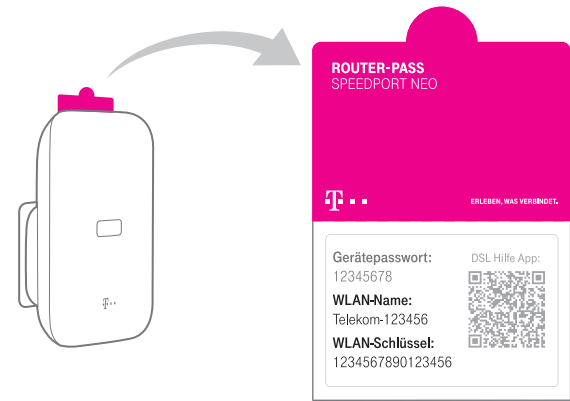 ROUTER-PASS
SPEEDPORT NEO
T
ERLEBEN, WAS VERBINDET.
Gerätepasswort:
12345678
DSL Hilfe App:
WLAN-Name:
Telekom-123456
WLAN-Schlüssel:
1234567890123456
T